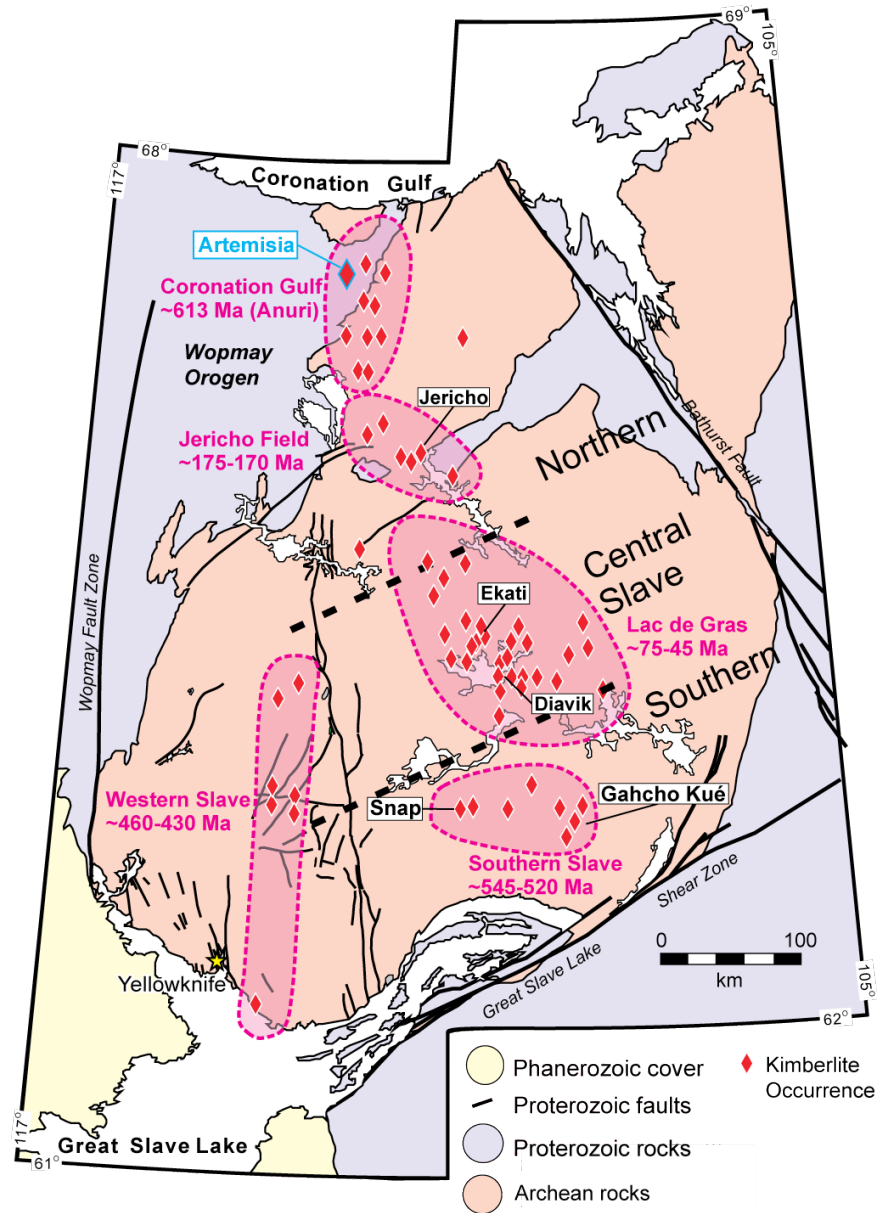 69°
105°
68°
117°
Coronation Gulf
Artemisia
Coronation Gulf
~613 Ma (Anuri)
Wopmay
Orogen
Jericho
Jericho Field
~175-170 Ma
Northern
Bathurst Fault
Central
Slave
Wopmay Fault Zone
Ekati
Lac de Gras
~75-45 Ma
Diavik
Southern
Western Slave
~460-430 Ma
Snap
Gahcho Kué
Southern Slave
~545-520 Ma
Shear Zone
Great Slave Lake
0 100
km
Yellowknife
105°
62°
117°
61°
Great Slave Lake
Phanerozoic cover
Proterozoic faults
Proterozoic rocks
Archean rocks
Kimberlite
Occurrence